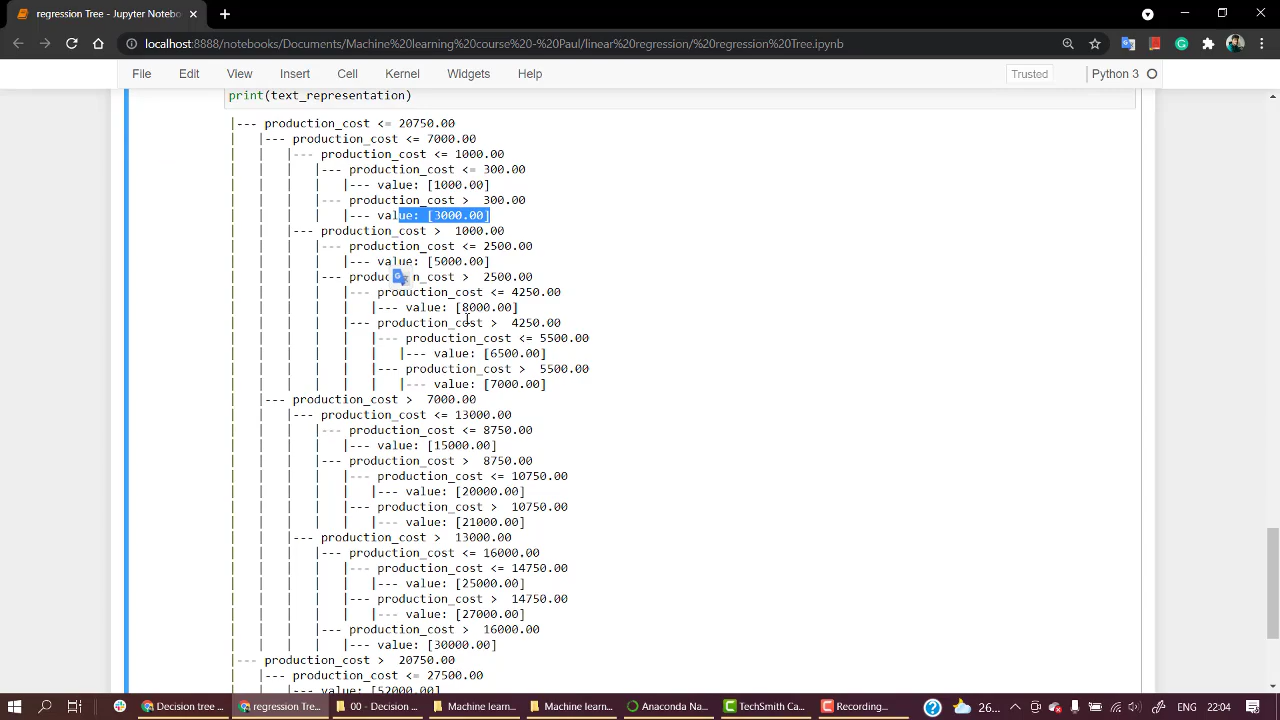 regression Tree - Jupyter Notebo
localhost:8888/notebooks/Documents/Machine%20learning%20course%20-%20Paul/linear%20regression/%20regression%20Tree.ipynb
File Edit View Insert Cell Kernel Widgets Help Trusted Python 3
print(text_representation)
|--- production_cost <= 20750.00
|   |--- production_cost <= 7000.00
|   |   |--- production_cost <= 1000.00
|   |   |   |--- production_cost <= 300.00
|   |   |   |   |--- value: [1000.00]
|   |   |   |--- production_cost >  300.00
|   |   |   |   |--- value: [3000.00]
|   |   |--- production_cost >  1000.00
|   |   |   |--- production_cost <= 2500.00
|   |   |   |   |--- value: [5000.00]
|   |   |   |--- production_cost >  2500.00
|   |   |   |   |--- production_cost <= 4250.00
|   |   |   |   |   |--- value: [8000.00]
|   |   |   |   |--- production_cost >  4250.00
|   |   |   |   |   |--- production_cost <= 5500.00
|   |   |   |   |   |   |--- value: [6500.00]
|   |   |   |   |   |--- production_cost >  5500.00
|   |   |   |   |   |   |--- value: [7000.00]
|   |--- production_cost >  7000.00
|   |   |--- production_cost <= 13000.00
|   |   |   |--- production_cost <= 8750.00
|   |   |   |   |--- value: [15000.00]
|   |   |   |--- production_cost >  8750.00
|   |   |   |   |--- production_cost <= 10750.00
|   |   |   |   |   |--- value: [20000.00]
|   |   |   |   |--- production_cost >  10750.00
|   |   |   |   |   |--- value: [21000.00]
|   |   |--- production_cost >  13000.00
|   |   |   |--- production_cost <= 16000.00
|   |   |   |   |--- production_cost <= 14750.00
|   |   |   |   |   |--- value: [25000.00]
|   |   |   |   |--- production_cost >  14750.00
|   |   |   |   |   |--- value: [27000.00]
|   |   |   |--- production_cost >  16000.00
|   |   |   |   |--- value: [30000.00]
|--- production_cost >  20750.00
|   |--- production_cost <= 27500.00
|   |   |--- value: [52000.00]
Decision tree ... regression Tre... 00 - Decision ... Machine learn... Machine learn... Anaconda Na... TechSmith Ca... Recording... 26... ENG 22:04